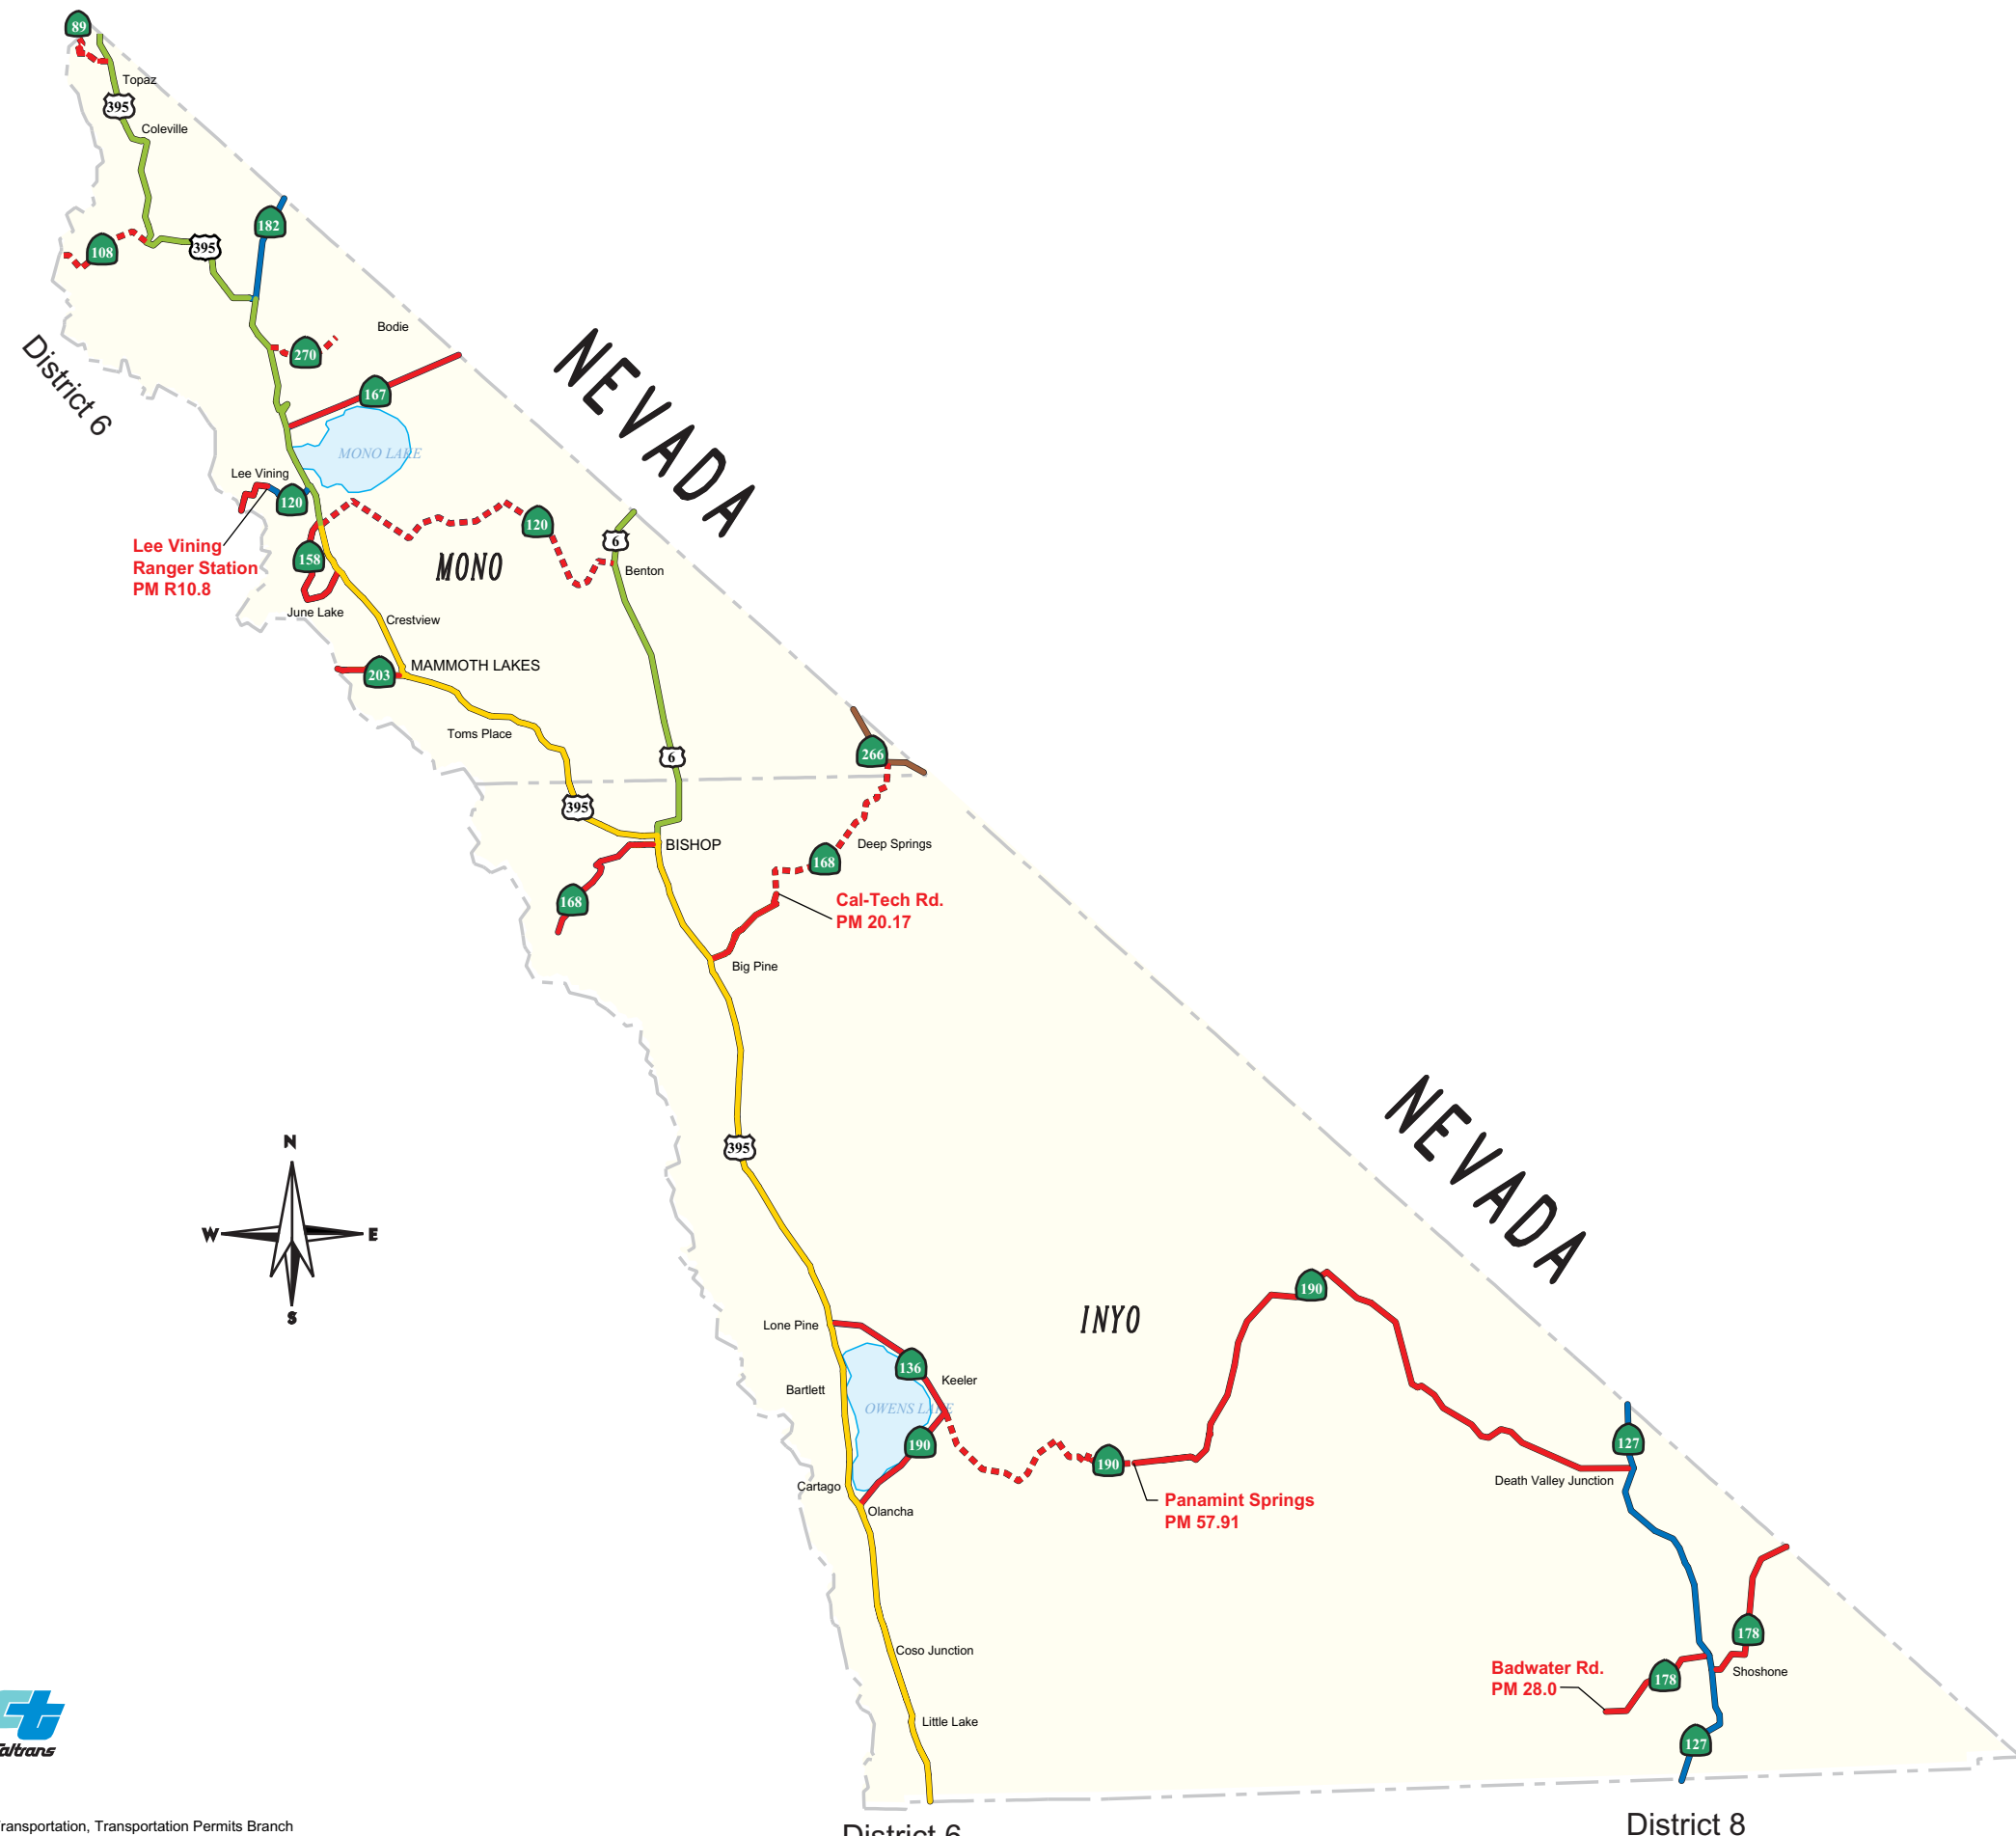 89
Topaz
395
Coleville
182
108
395
270
Bodie
167
NEVADA
District 6
MONO LAKE
Lee Vining
120
120
6
Lee Vining
Ranger Station
PM R10.8
158
MONO
Benton
June Lake
Crestview
203
MAMMOTH LAKES
Toms Place
6
266
395
BISHOP
Deep Springs
168
168
Cal-Tech Rd.
PM 20.17
Big Pine
NEVADA
395
N
W
E
S
190
INYO
Lone Pine
136
Keeler
Bartlett
OWENS LAKE
190
190
127
Death Valley Junction
Cartago
Olancha
Panamint Springs
PM 57.91
178
Coso Junction
Badwater Rd.
PM 28.0
178
Shoshone
Little Lake
127
altrans
ransportation, Transportation Permits Branch
District 6
District 8